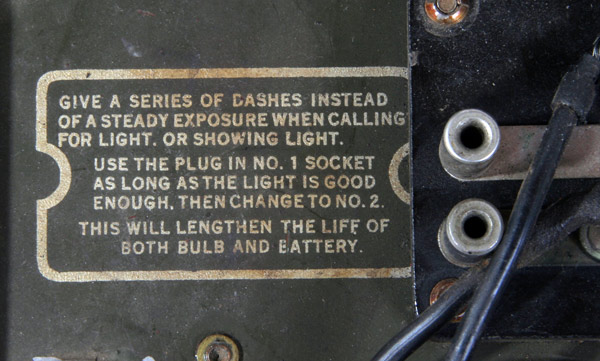 GIVE A SERIES OF DASHES INSTEAD
OF A STEADY EXPOSURE WHEN CALLING
FOR LIGHT. OR SHOWING LIGHT.
USE THE PLUG IN NO. 1 SOCKET
AS LONG AS THE LIGHT IS GOOD
ENOUGH, THEN CHANGE TO NO. 2.
THIS WILL LENGTHEN THE LIFE OF
BOTH BULB AND BATTERY.